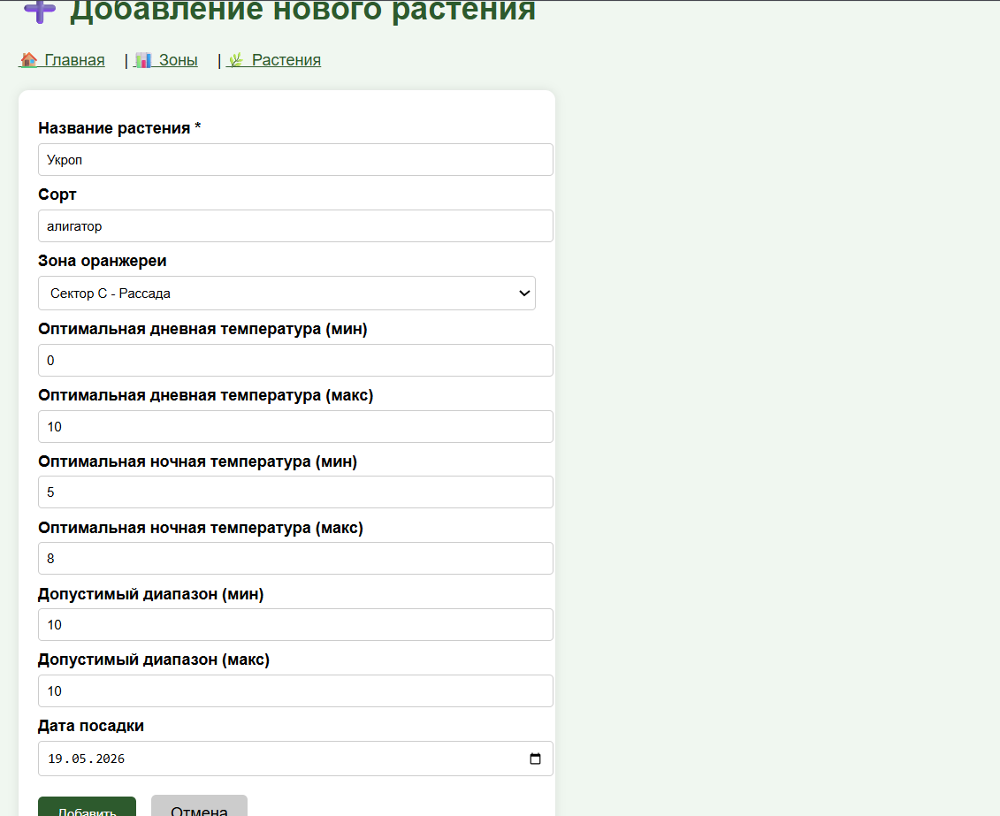 Добавление нового растения
Главная | Зоны | Растения
Название растения *
Укроп
Сорт
алигатор
Зона оранжереи
Сектор C - Рассада
Оптимальная дневная температура (мин)
0
Оптимальная дневная температура (макс)
10
Оптимальная ночная температура (мин)
5
Оптимальная ночная температура (макс)
8
Допустимый диапазон (мин)
10
Допустимый диапазон (макс)
10
Дата посадки
19.05.2026
Добавить Отмена